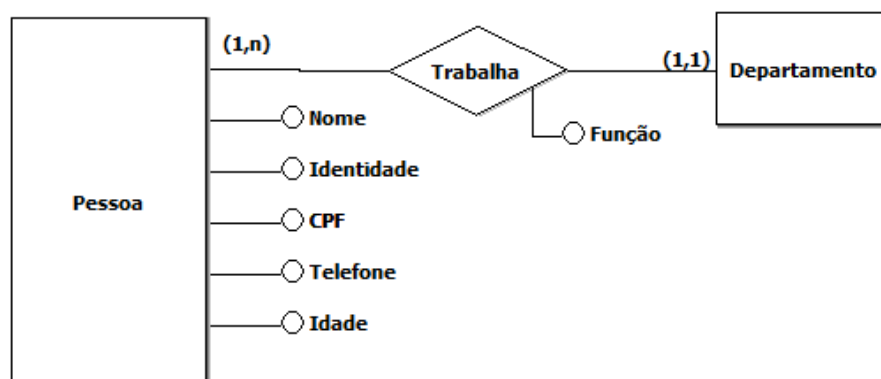 (1,n)
Trabalha
(1,1)
Departamento
Nome
Função
Identidade
Pessoa
CPF
Telefone
Idade